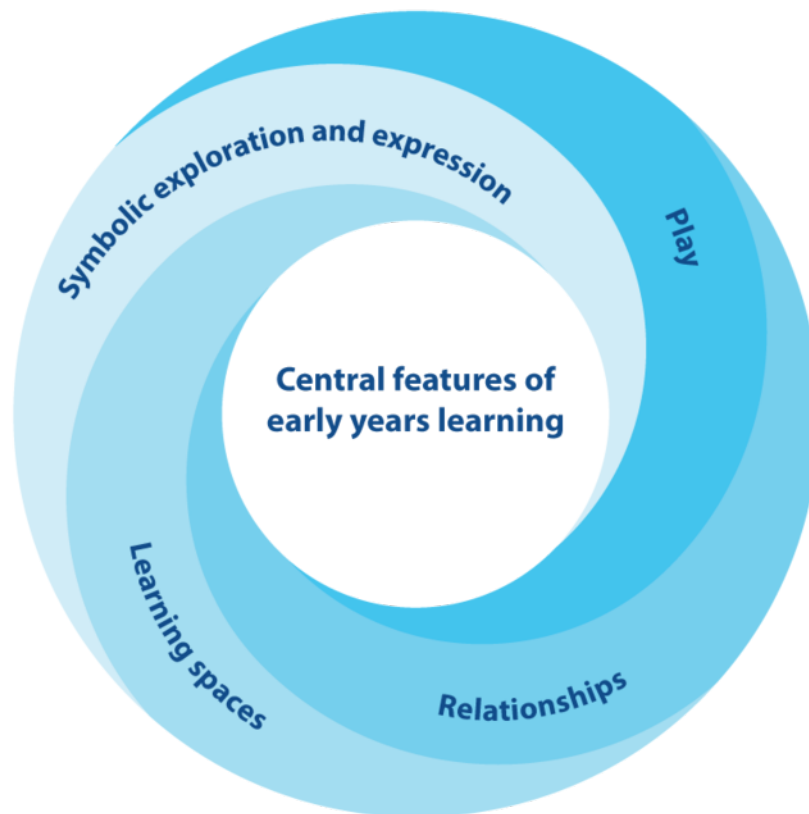 Symbolic exploration and expression
Play
Central features of
early years learning
Learning spaces
Relationships